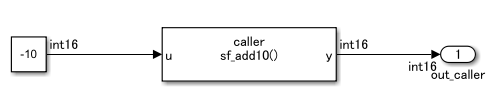 -10
int16
caller
sf_add10()
u
y
int16
1
int16
out_caller